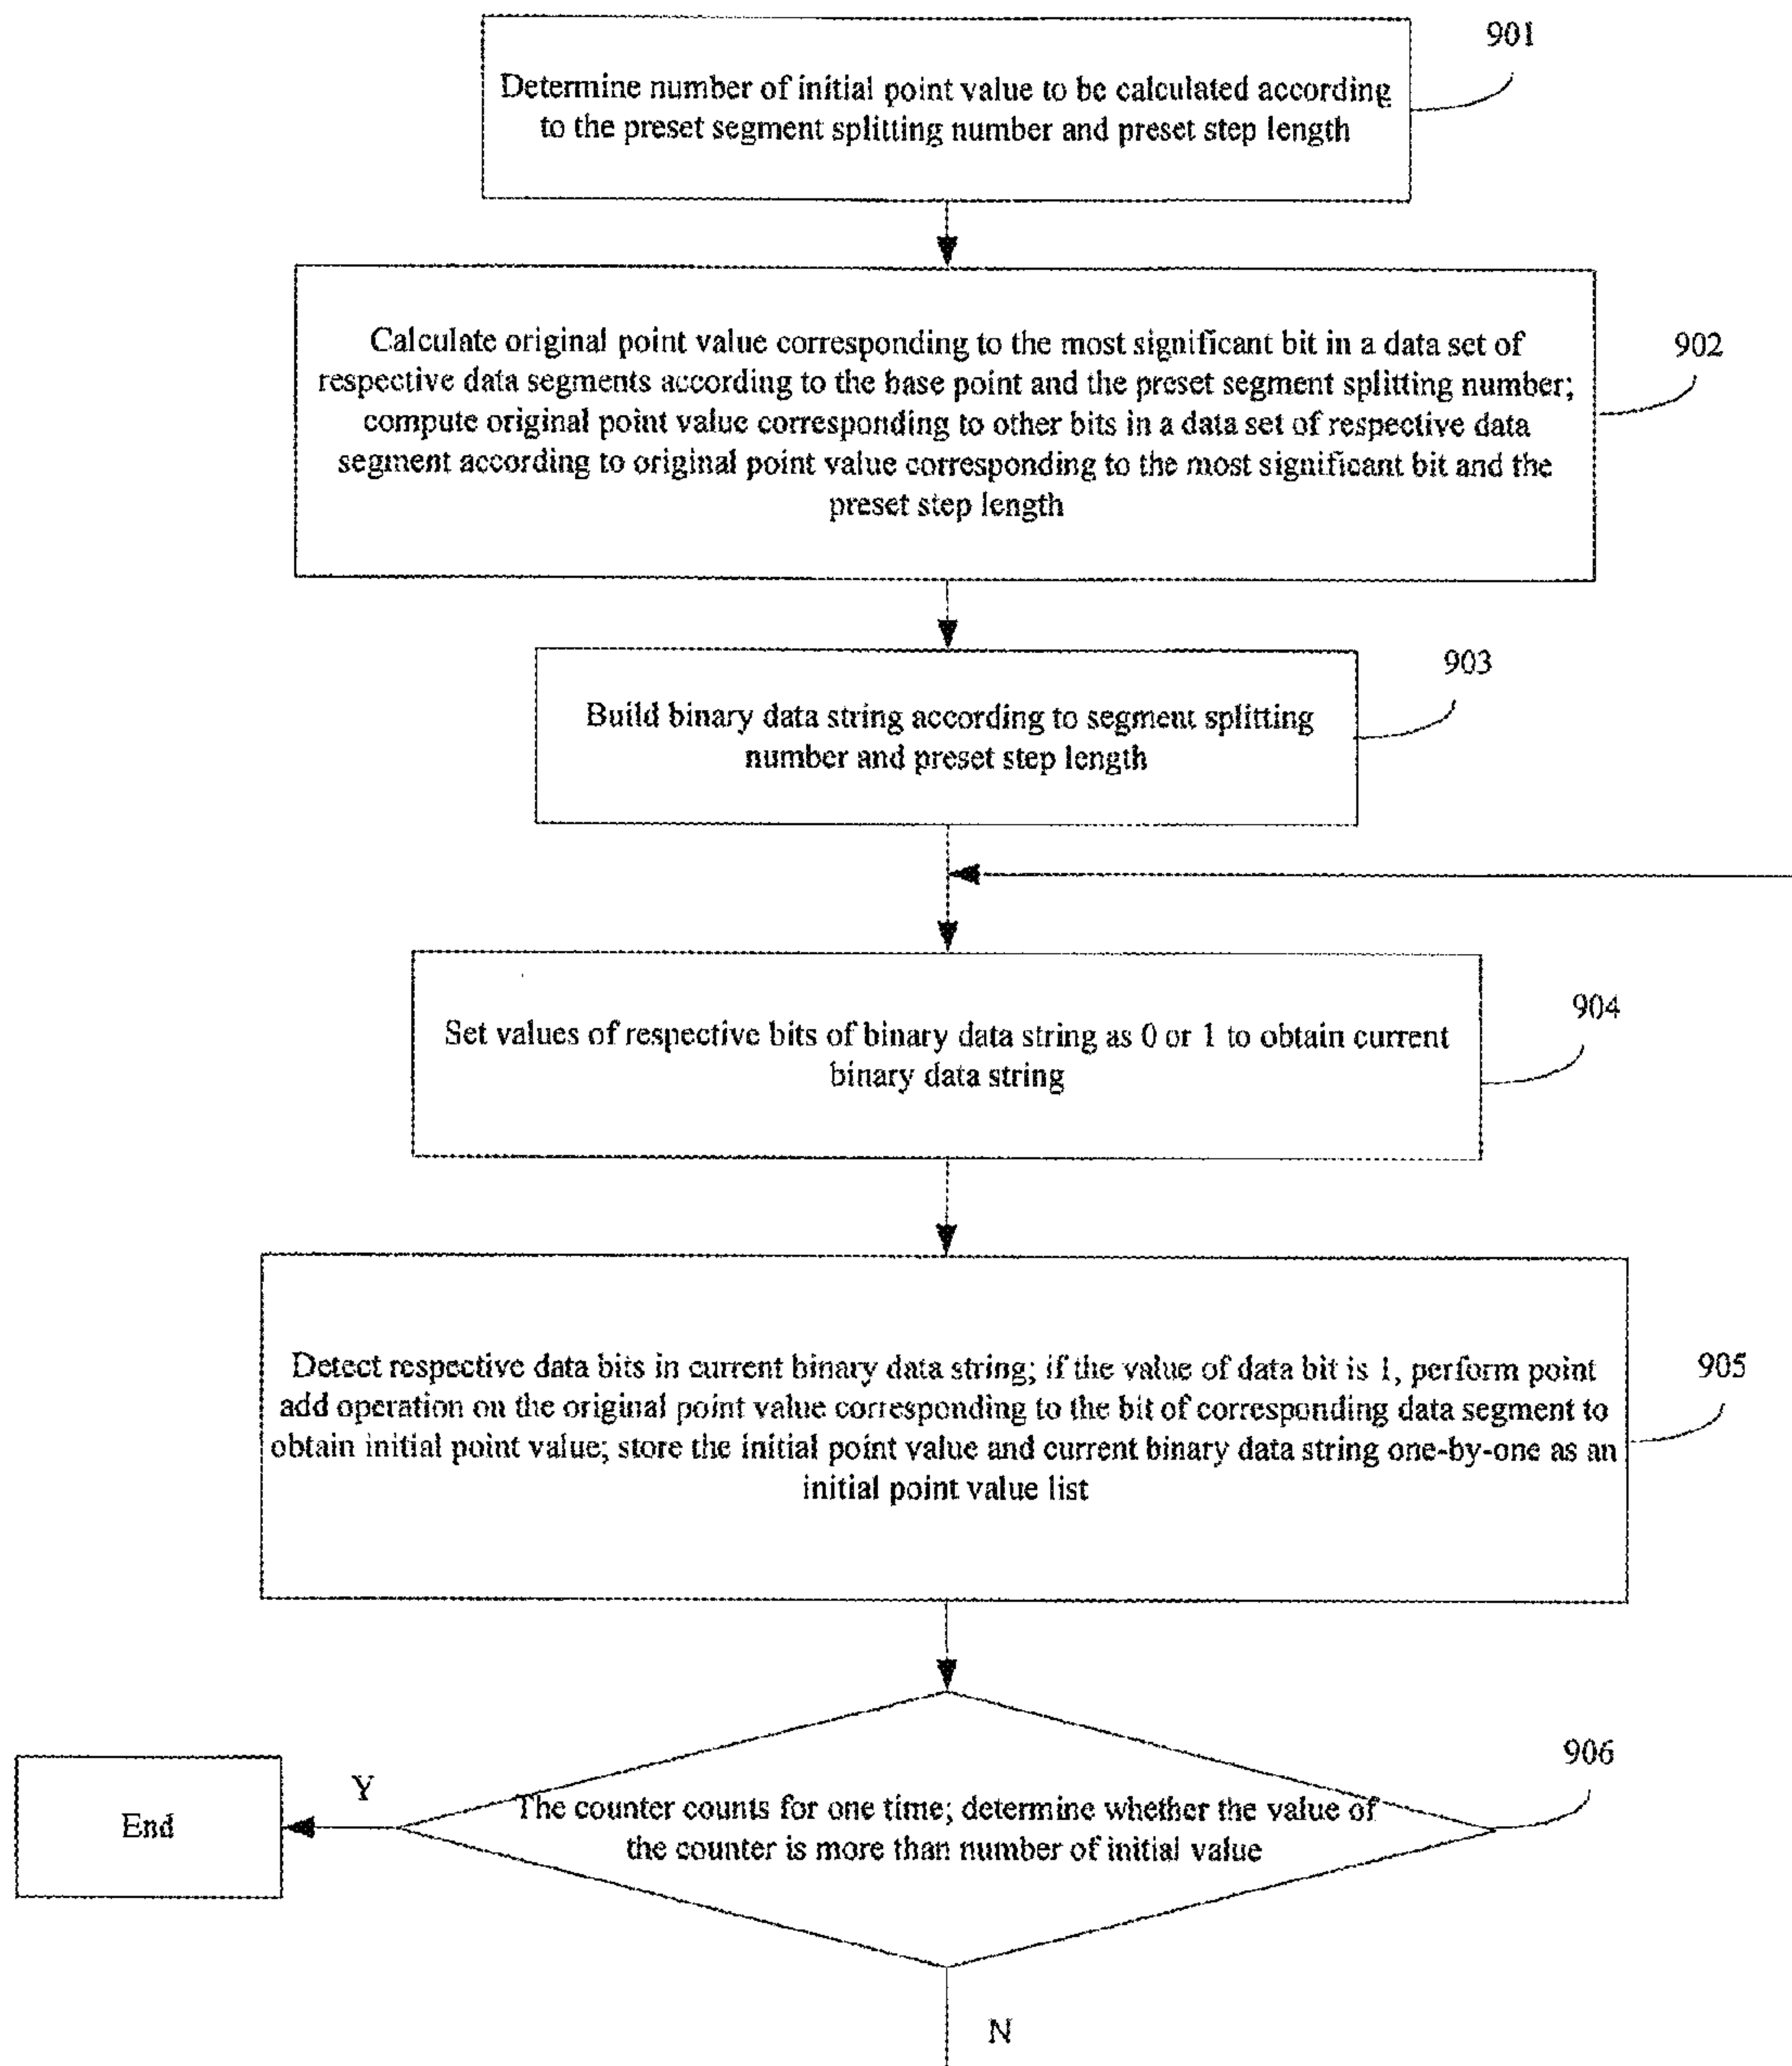 901
Determine number of initial point value to be calculated according
to the preset segment splitting number and preset step length
Calculate original point value corresponding to the most significant bit in a data set of
respective data segments according to the base point and the preset segment splitting number;
compute original point value corresponding to other bits in a data set of respective data
segment according to original point value corresponding to the most significant bit and the
preset step length
902
903
Build binary data string according to segment splitting
number and preset step length
904
Set values of respective bits of binary data string as 0 or 1 to obtain current
binary data string
Detect respective data bits in current binary data string; if the value of data bit is 1, perform point
add operation on the original point value corresponding to the bit of corresponding data segment to
obtain initial point value; store the initial point value and current binary data string one-by-one as an
initial point value list
905
906
The counter counts for one time; determine whether the value of
the counter is more than number of initial value
Y
End
N